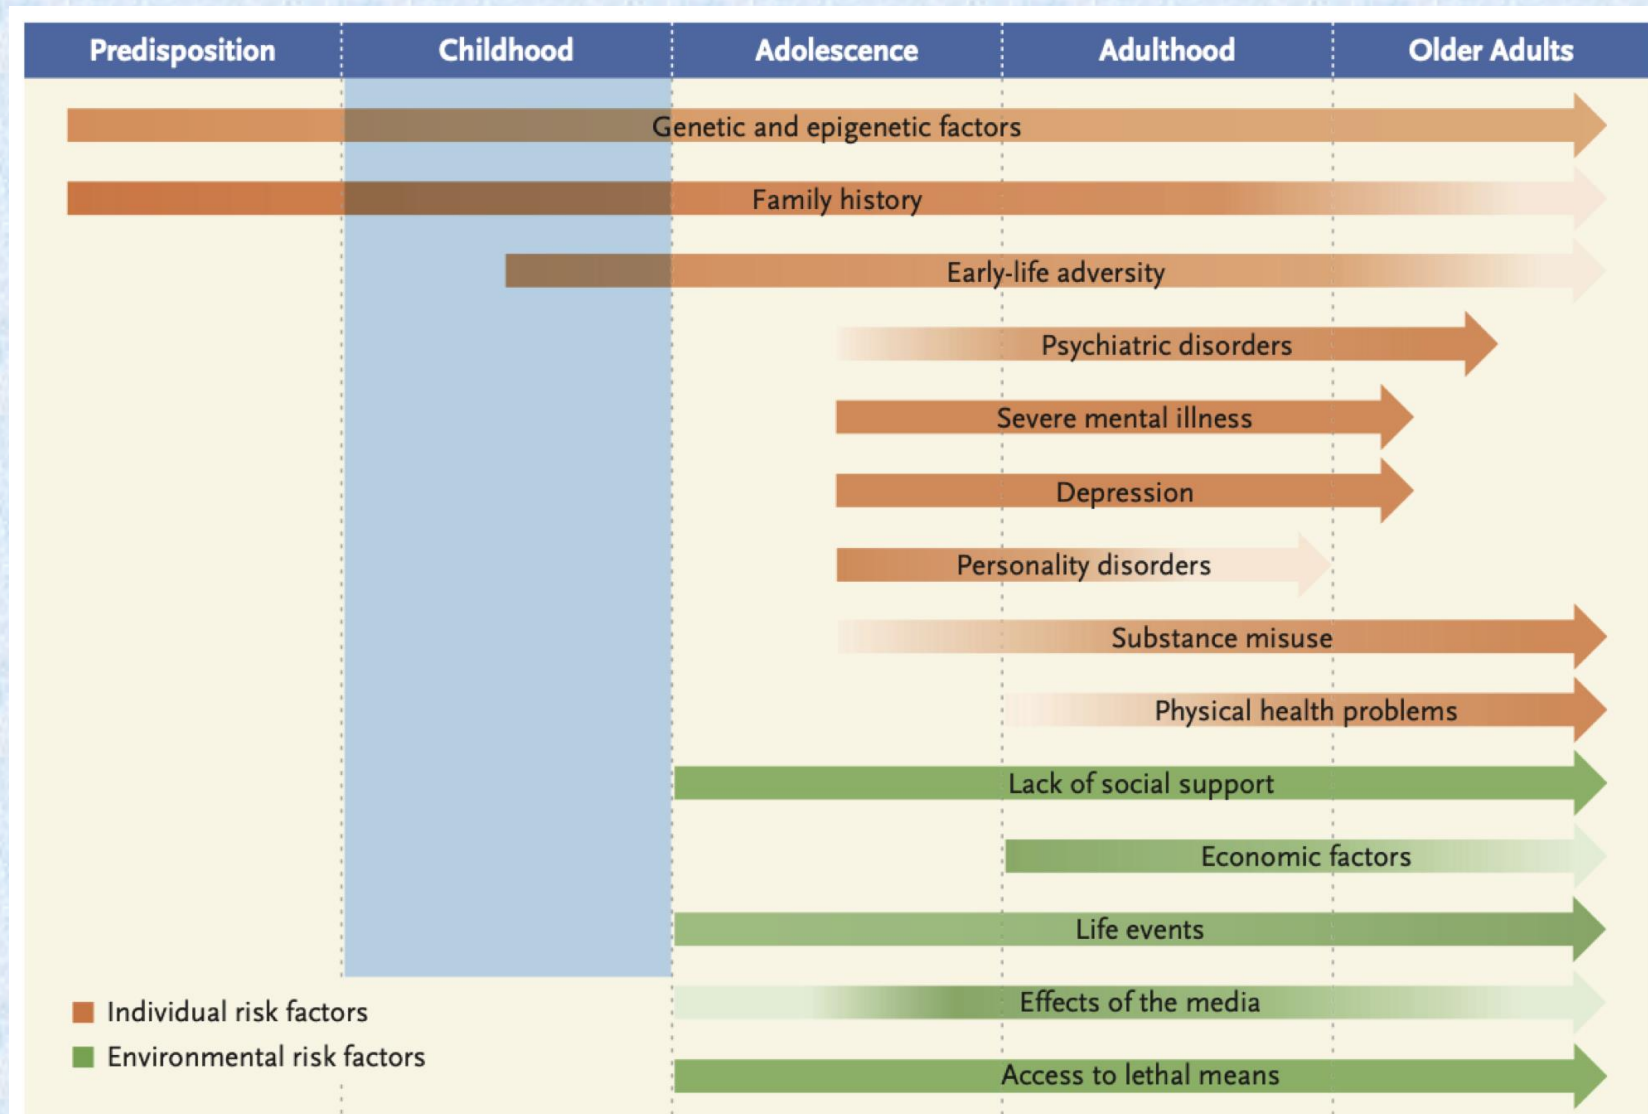 Predisposition
Childhood
Adolescence
Adulthood
Older Adults
Genetic and epigenetic factors
Family history
Early-life adversity
Psychiatric disorders
Severe mental illness
Depression
Personality disorders
Substance misuse
Physical health problems
Lack of social support
Economic factors
Life events
Effects of the media
Access to lethal means
Individual risk factors
Environmental risk factors